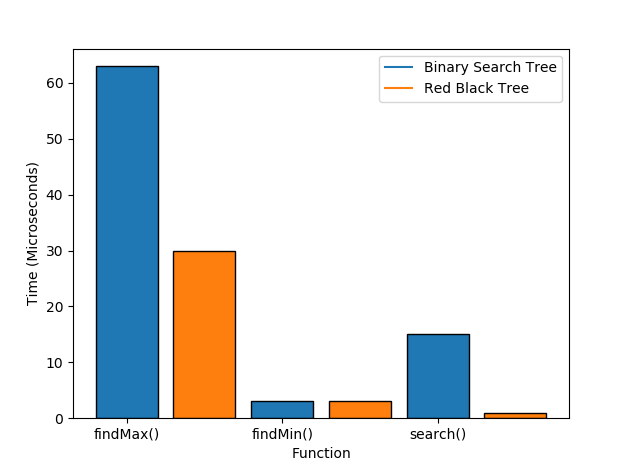 Binary Search Tree
Red Black Tree
60
50
40
30
20
10
0
Time (Microseconds)
findMax()
findMin()
search()
Function